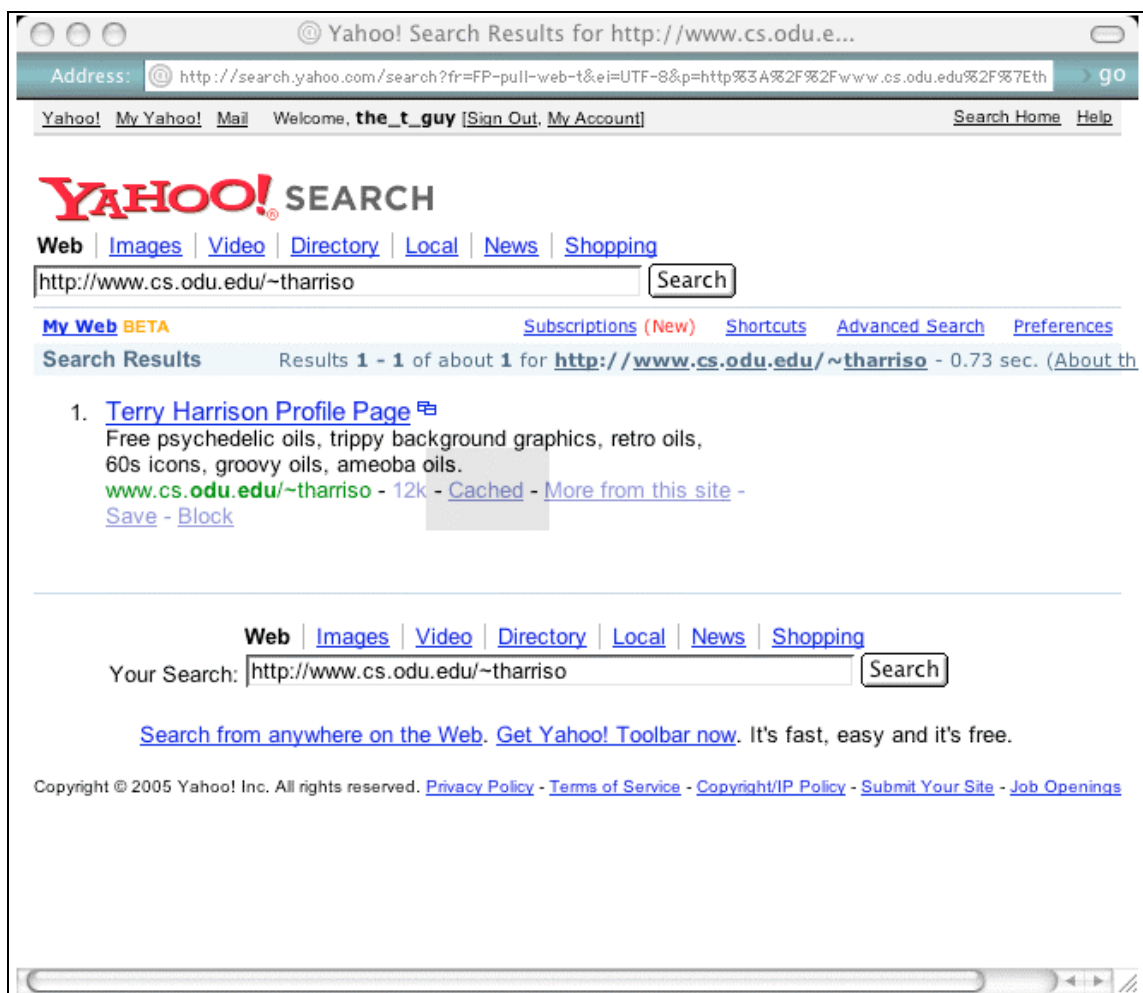 @ Yahoo! Search Results for http://www.cs.odu.e...
Address: @ http://search.yahoo.com/search?fr=FP-pull-web-t&ei=UTF-8&p=http%3A%2F%2Fwww.cs.odu.edu%2F%7Eth › go
Yahoo! My Yahoo! Mail Welcome, the_t_guy [Sign Out, My Account] Search Home Help
YAHOO!® SEARCH
Web | Images | Video | Directory | Local | News | Shopping
http://www.cs.odu.edu/~tharriso Search
My Web BETA Subscriptions (New) Shortcuts Advanced Search Preferences
Search Results Results 1 - 1 of about 1 for http://www.cs.odu.edu/~tharriso - 0.73 sec. (About th
1. Terry Harrison Profile Page
Free psychedelic oils, trippy background graphics, retro oils,
60s icons, groovy oils, ameoba oils.
www.cs.odu.edu/~tharriso - 12k - Cached - More from this site -
Save - Block
Web | Images | Video | Directory | Local | News | Shopping
Your Search: http://www.cs.odu.edu/~tharriso Search
Search from anywhere on the Web. Get Yahoo! Toolbar now. It's fast, easy and it's free.
Copyright © 2005 Yahoo! Inc. All rights reserved. Privacy Policy - Terms of Service - Copyright/IP Policy - Submit Your Site - Job Openings